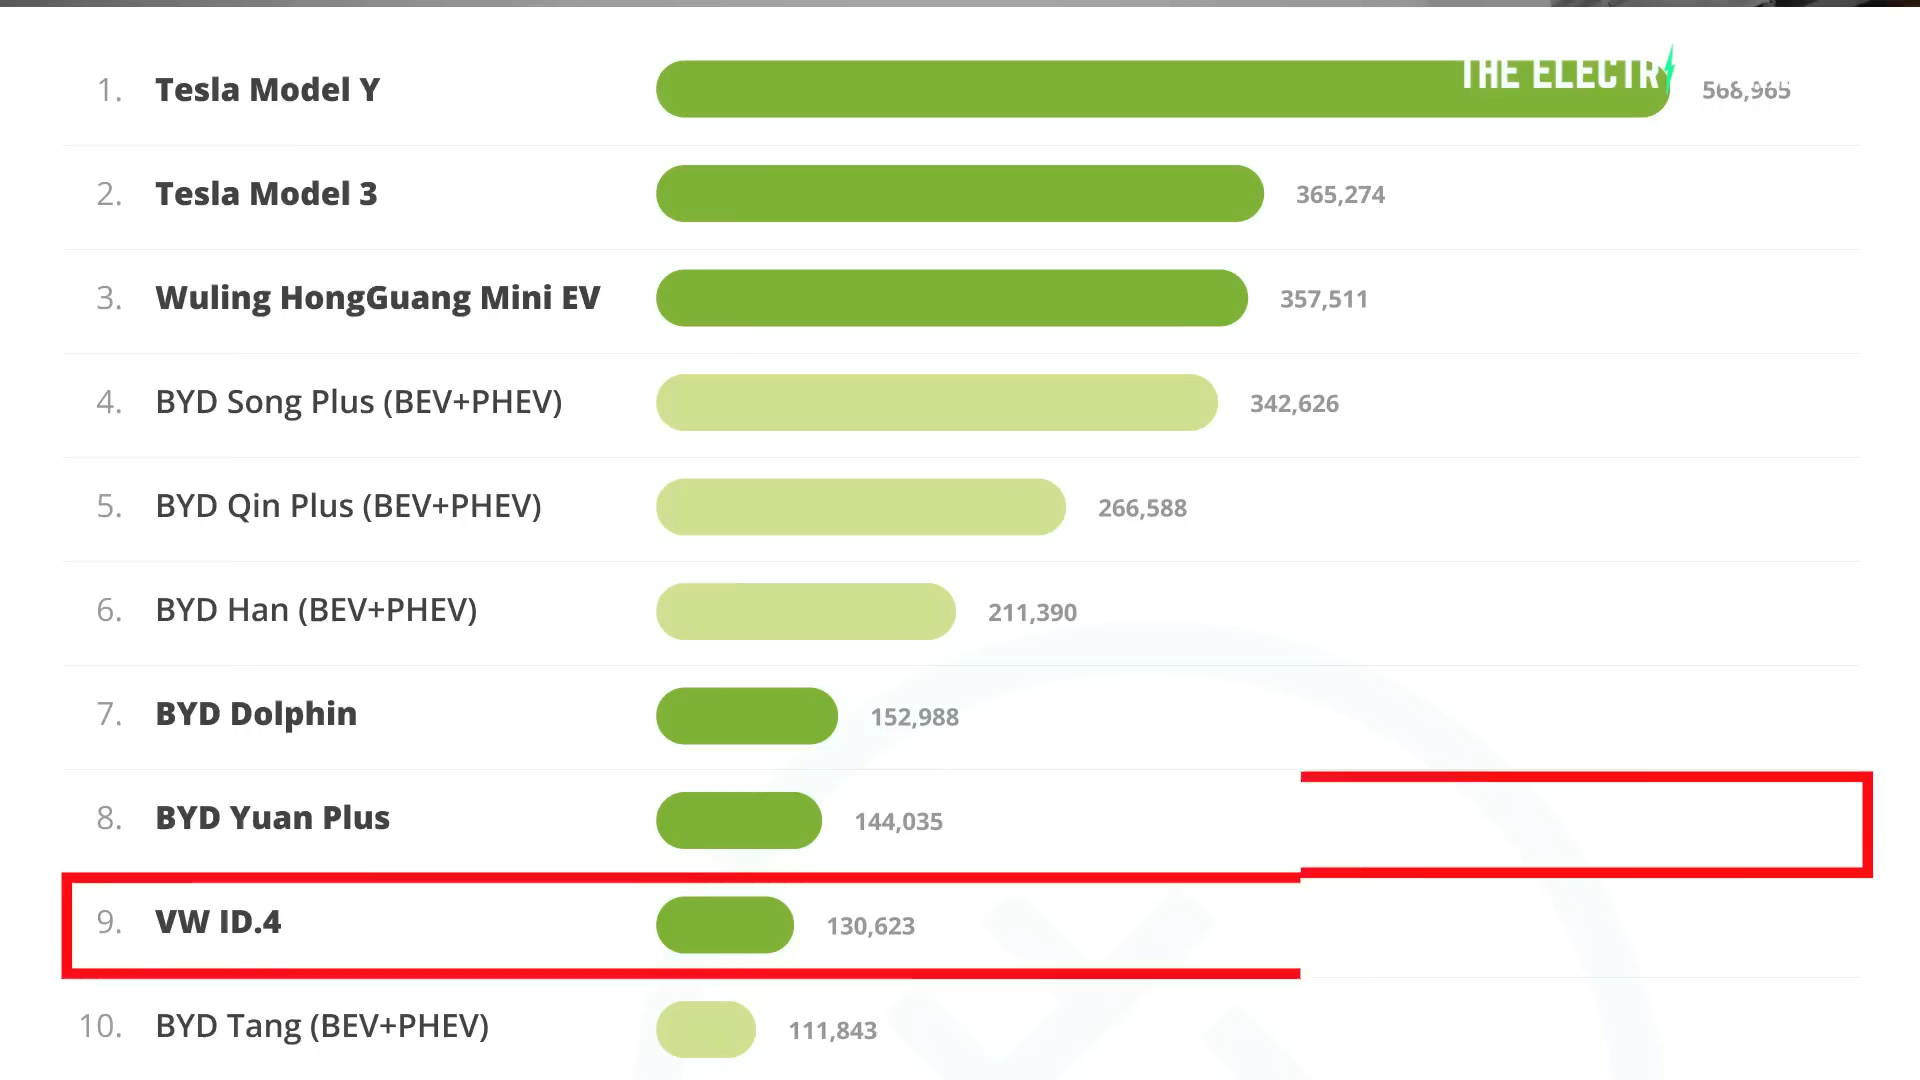 THE ELECTR
1. Tesla Model Y 568,965
2. Tesla Model 3 365,274
3. Wuling HongGuang Mini EV 357,511
4. BYD Song Plus (BEV+PHEV) 342,626
5. BYD Qin Plus (BEV+PHEV) 266,588
6. BYD Han (BEV+PHEV) 211,390
7. BYD Dolphin 152,988
8. BYD Yuan Plus 144,035
9. VW ID.4 130,623
10. BYD Tang (BEV+PHEV) 111,843